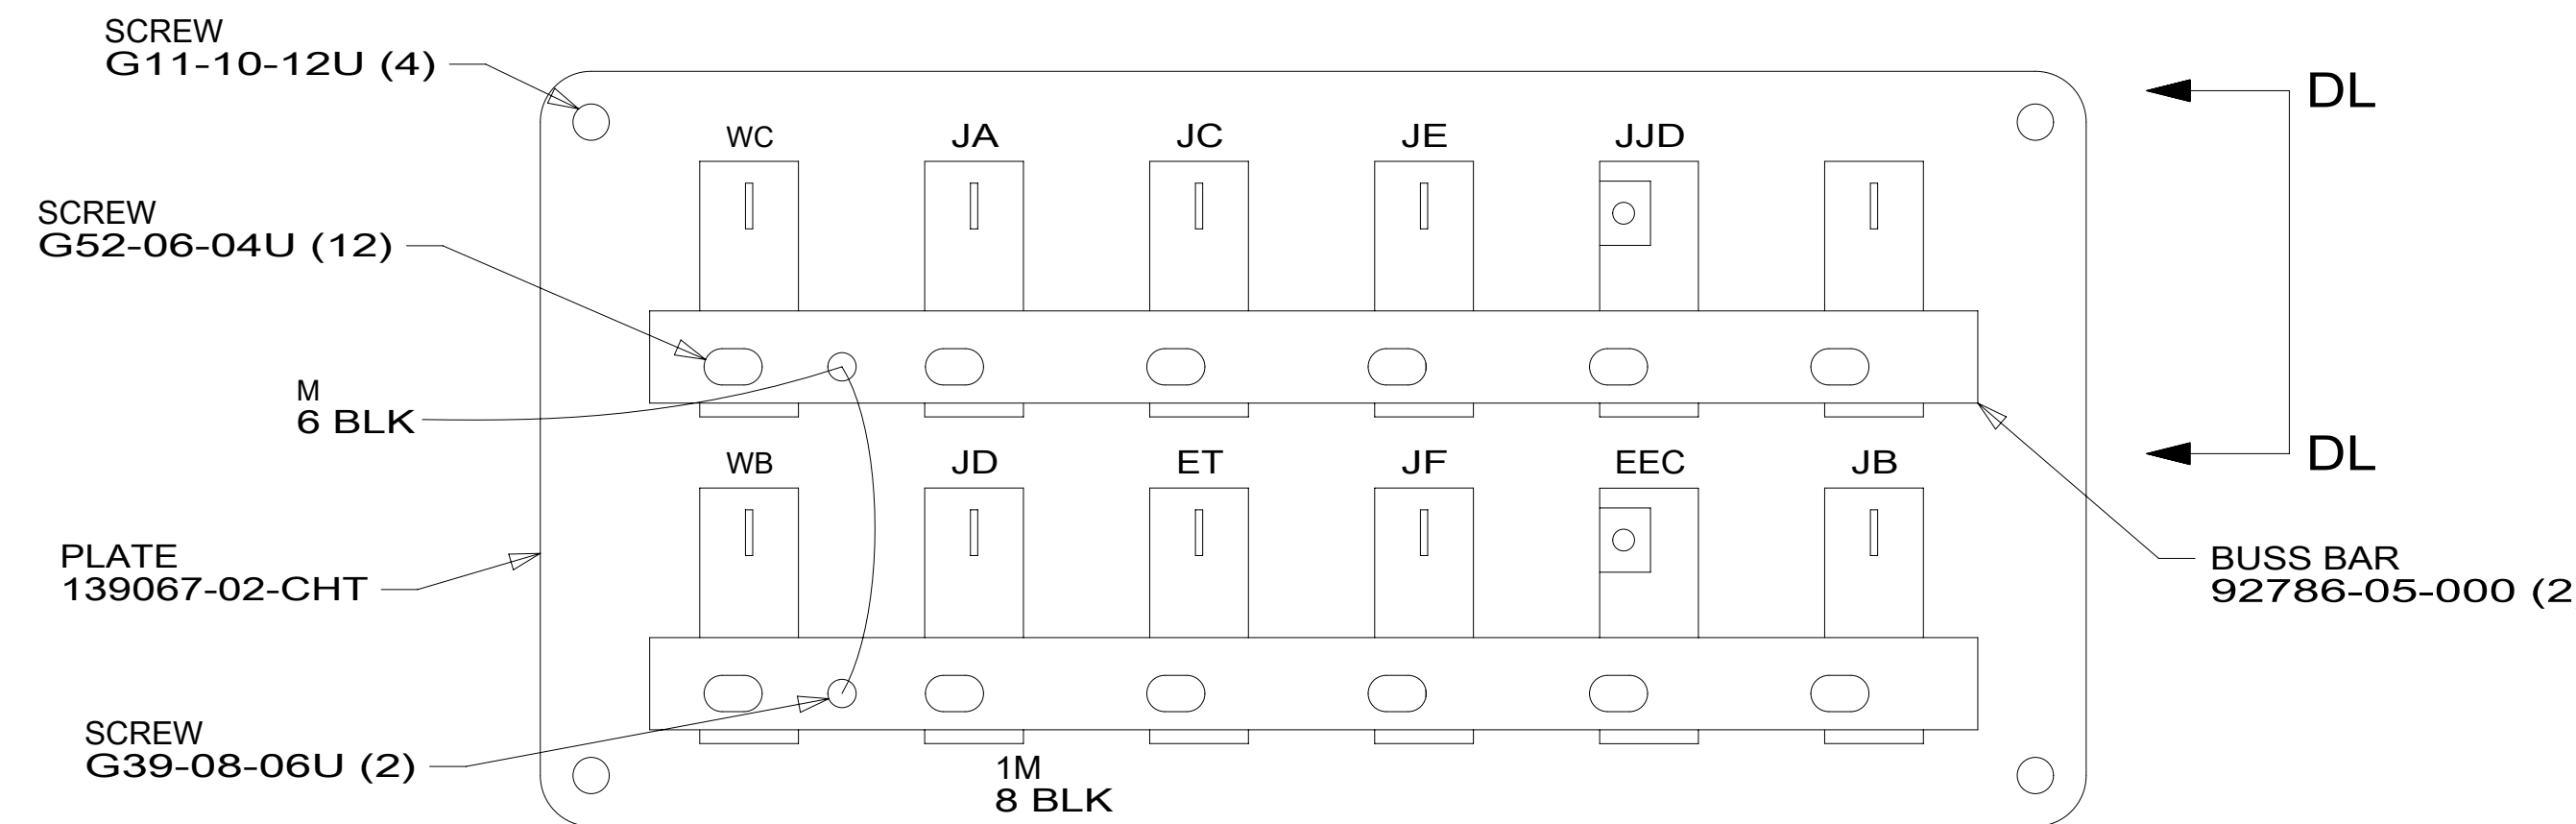 SCREW
G11-10-12U (4)
DL
WC JA JC JE JJD
SCREW
G52-06-04U (12)
M
6 BLK
DL
WB JD ET JF EEC JB
PLATE
139067-02-CHT
BUSS BAR
92786-05-000 (2
SCREW
G39-08-06U (2)
1M
8 BLK